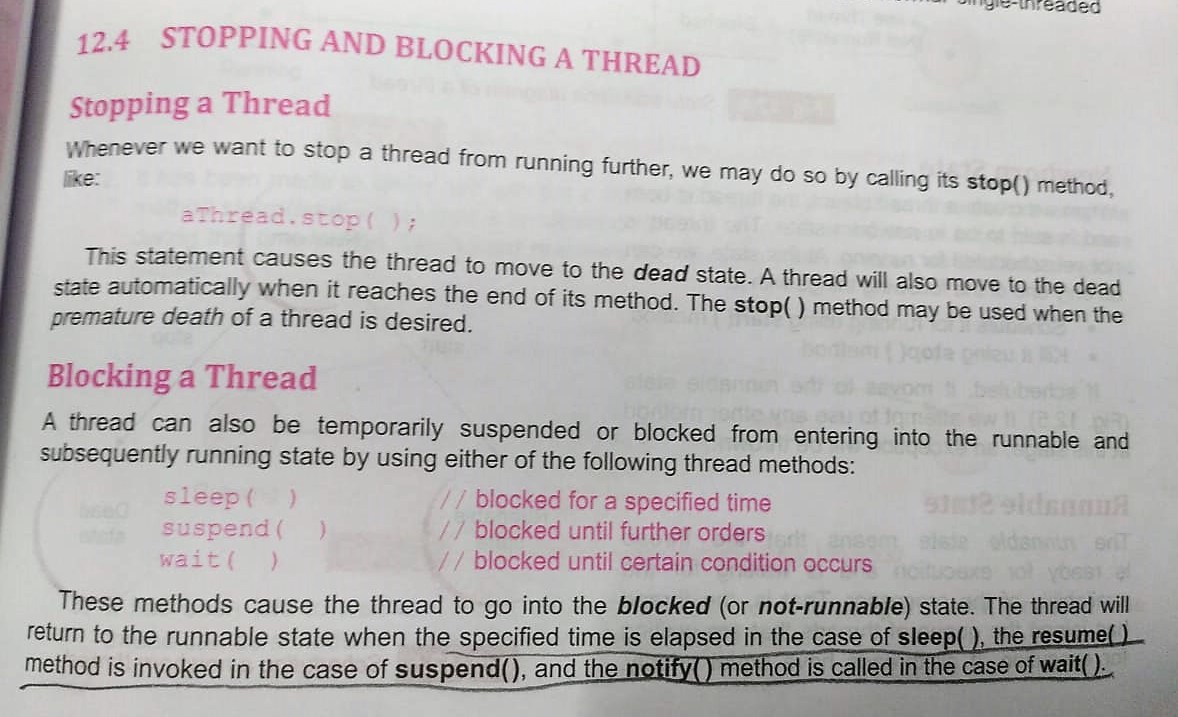 single-threaded
12.4 STOPPING AND BLOCKING A THREAD
Stopping a Thread
Whenever we want to stop a thread from running further, we may do so by calling its stop() method,
like:
aThread.stop( );
This statement causes the thread to move to the dead state. A thread will also move to the dead
state automatically when it reaches the end of its method. The stop( ) method may be used when the
premature death of a thread is desired.
Blocking a Thread
A thread can also be temporarily suspended or blocked from entering into the runnable and
subsequently running state by using either of the following thread methods:
sleep( ) // blocked for a specified time
suspend( ) // blocked until further orders
wait( ) // blocked until certain condition occurs
These methods cause the thread to go into the blocked (or not-runnable) state. The thread will
return to the runnable state when the specified time is elapsed in the case of sleep( ), the resume( )
method is invoked in the case of suspend(), and the notify() method is called in the case of wait( ).